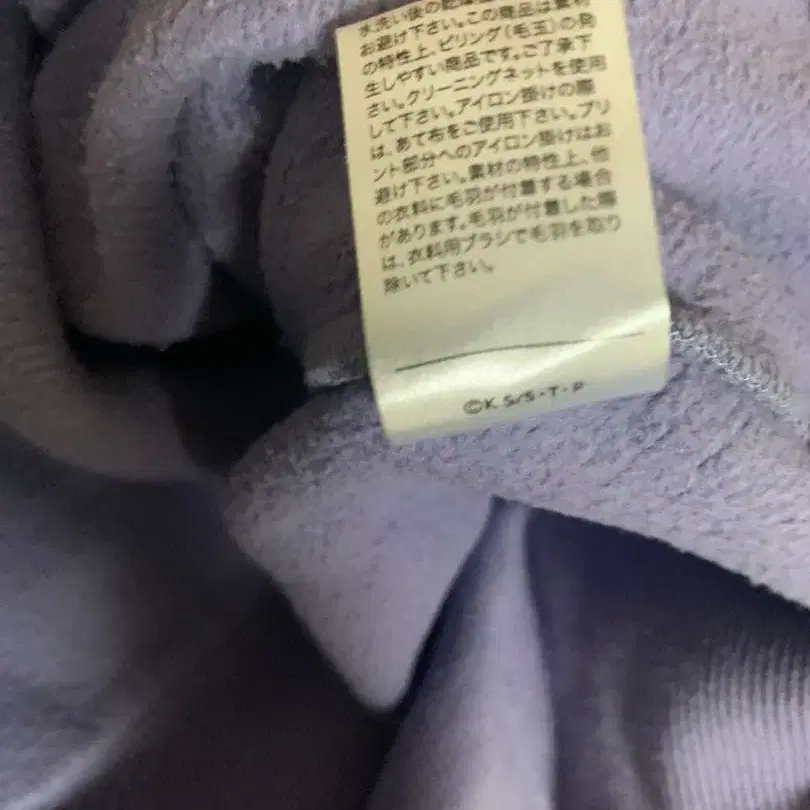 水洗い後の乾燥
お避け下さい。この商品は素材
の特性上、ピリング(毛玉)の発
生しやすい商品です。ご了承下
さい。クリーニングネットを使用
して下さい。アイロン掛けの際
は、あて布をご使用下さい。プリ
ント部分へのアイロン掛けはお
避け下さい。素材の特性上、他
の衣料に毛羽が付着する場合
があります。毛羽が付着した際
は、衣料用ブラシで毛羽を取り
除いて下さい。
©K S/S・T・P